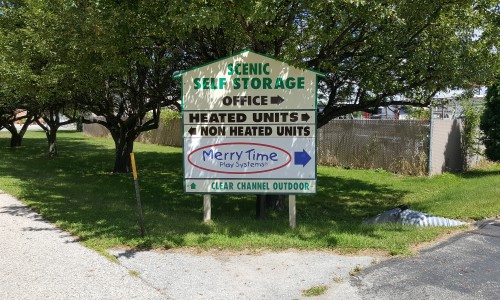 SCENIC
SELF STORAGE
OFFICE
HEATED UNITS
NON HEATED UNITS
Merry Time
Play Systems
CLEAR CHANNEL OUTDOOR